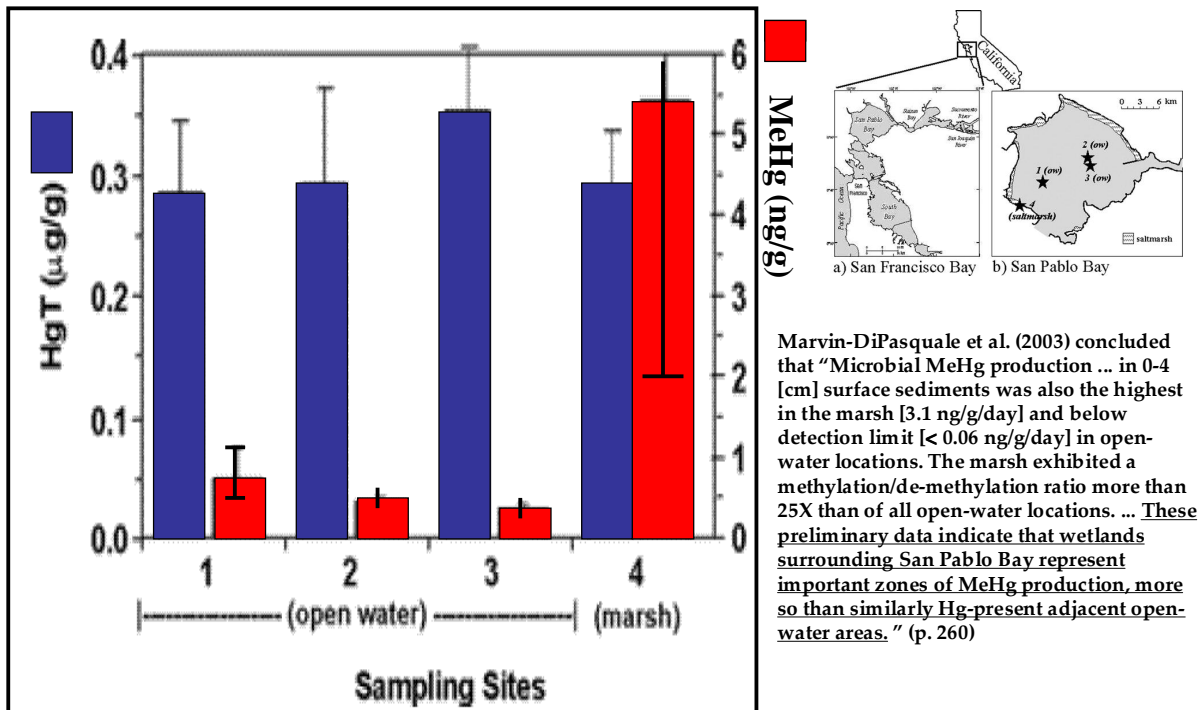 0.4
0.3
0.2
0.1
0.0
HgT (μg/g)
6
5
4
3
2
1
0
MeHg (ng/g)
1
2
3
4
(open water)
(marsh)
Sampling Sites
California
San Pablo
Bay
Suisun
Bay
Sacramento
River
San Joaquin
River
San
Francisco
South
Bay
Pacific Ocean
a) San Francisco Bay
0 3 6 km
2 (ow)
1 (ow)
3 (ow)
4
(saltmarsh)
saltmarsh
b) San Pablo Bay
Marvin-DiPasquale et al. (2003) concluded
that “Microbial MeHg production ... in 0-4
[cm] surface sediments was also the highest
in the marsh [3.1 ng/g/day] and below
detection limit [< 0.06 ng/g/day] in open-
water locations. The marsh exhibited a
methylation/de-methylation ratio more than
25X than of all open-water locations. ... These
preliminary data indicate that wetlands
surrounding San Pablo Bay represent
important zones of MeHg production, more
so than similarly Hg-present adjacent open-
water areas. ” (p. 260)